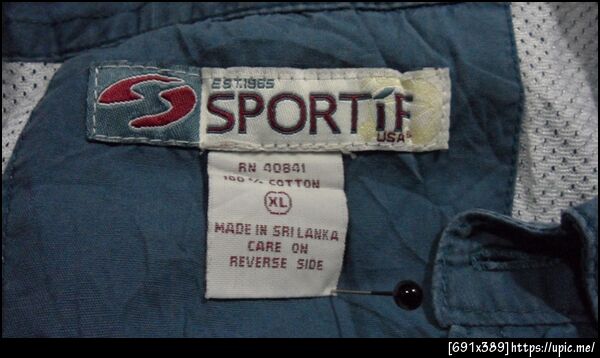 EST.1965
SPORTIF
USA®
RN 40841
100% COTTON
XL
MADE IN SRI LANKA
CARE ON
REVERSE SIDE
[691x389]https://upic.me/